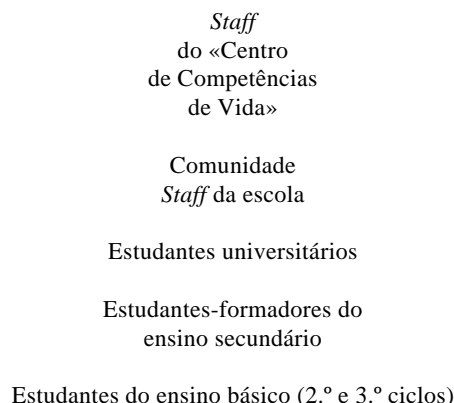 Staff
do «Centro
de Competências
de Vida»
Comunidade
Staff da escola
Estudantes universitários
Estudantes-formadores do
ensino secundário
Estudantes do ensino básico (2.º e 3.º ciclos)